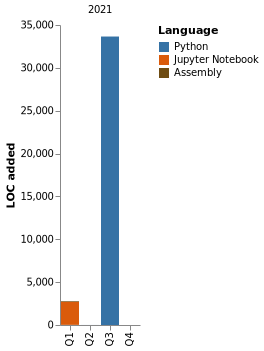 2021
Language
Python
Jupyter Notebook
Assembly
LOC added
35,000
30,000
25,000
20,000
15,000
10,000
5,000
0
Q1
Q2
Q3
Q4